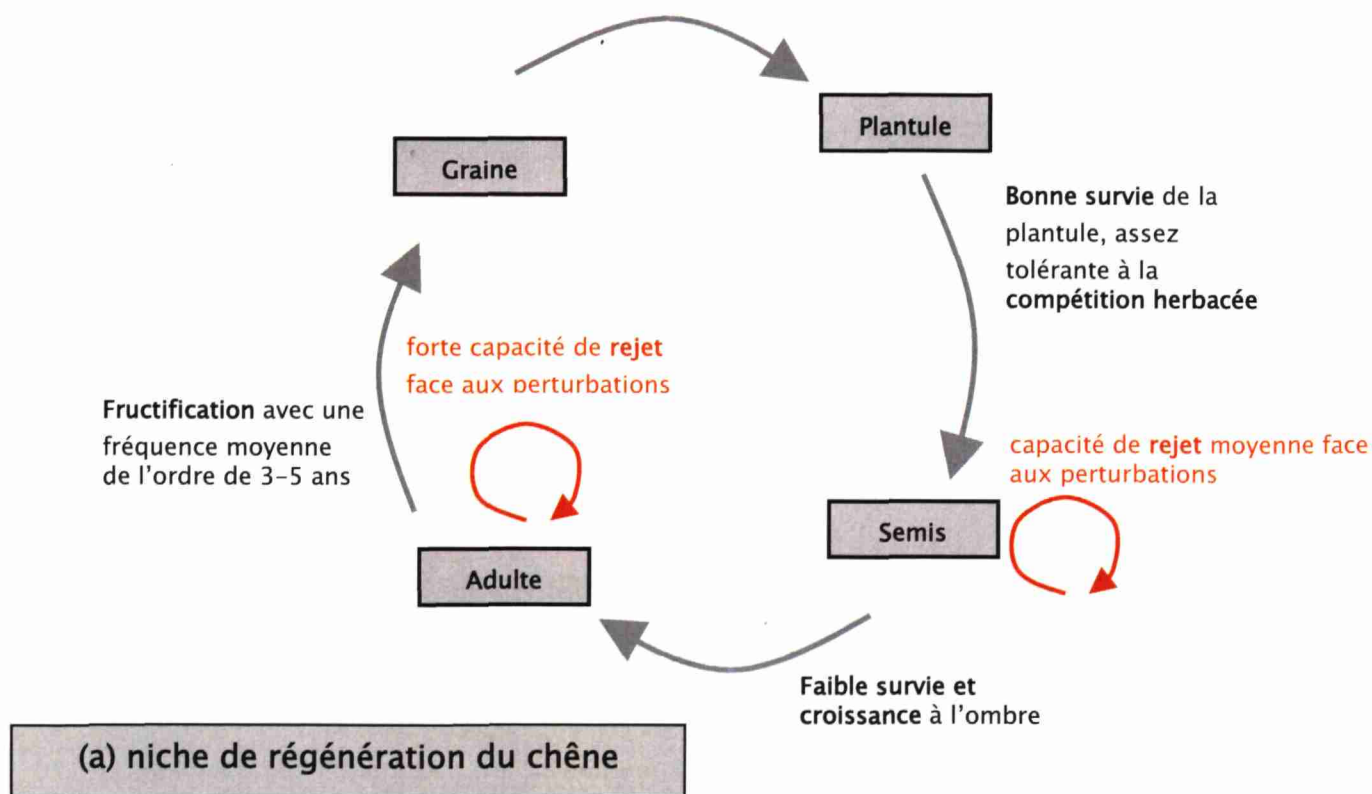 Plantule
Graine
Bonne survie de la
plantule, assez
tolérante à la
compétition herbacée
forte capacité de rejet
face aux perturbations
Fructification avec une
fréquence moyenne
de l'ordre de 3-5 ans
capacité de rejet moyenne face
aux perturbations
Semis
Adulte
Faible survie et
croissance à l'ombre
(a) niche de régénération du chêne